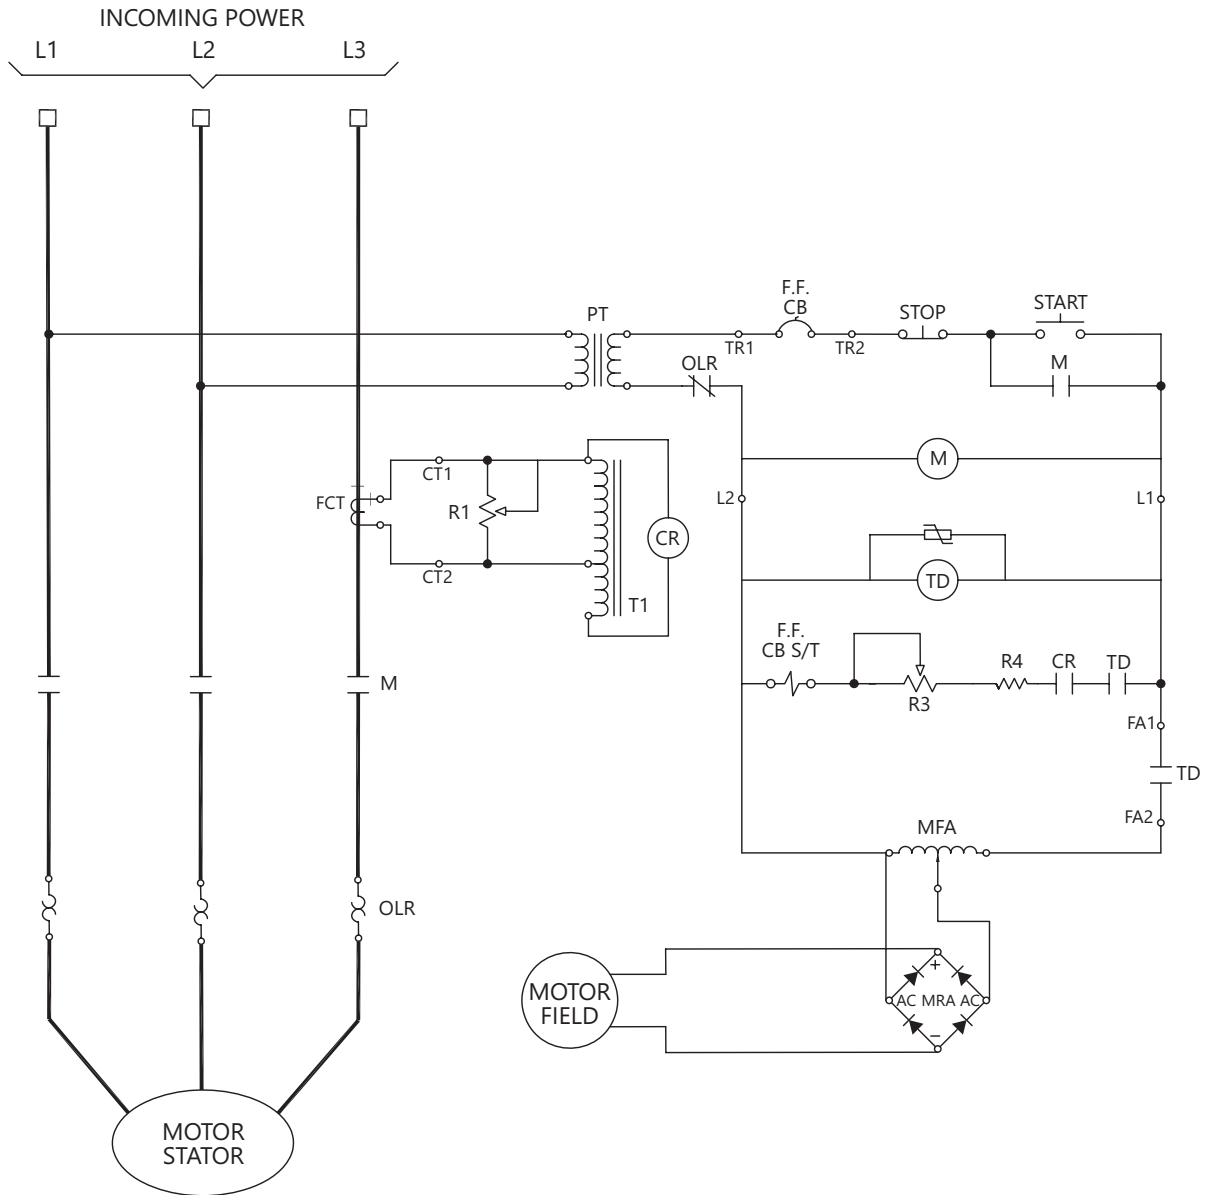 INCOMING POWER
L1 L2 L3
F.F.
CB
PT
STOP
START
TR1
TR2
OLR
M
CT1
M
FCT
R1
L2
L1
CR
CT2
TD
T1
F.F.
CB S/T
R4
CR
TD
M
R3
FA1
TD
FA2
MFA
OLR
MOTOR
FIELD
+
AC MRA AC
−
MOTOR
STATOR